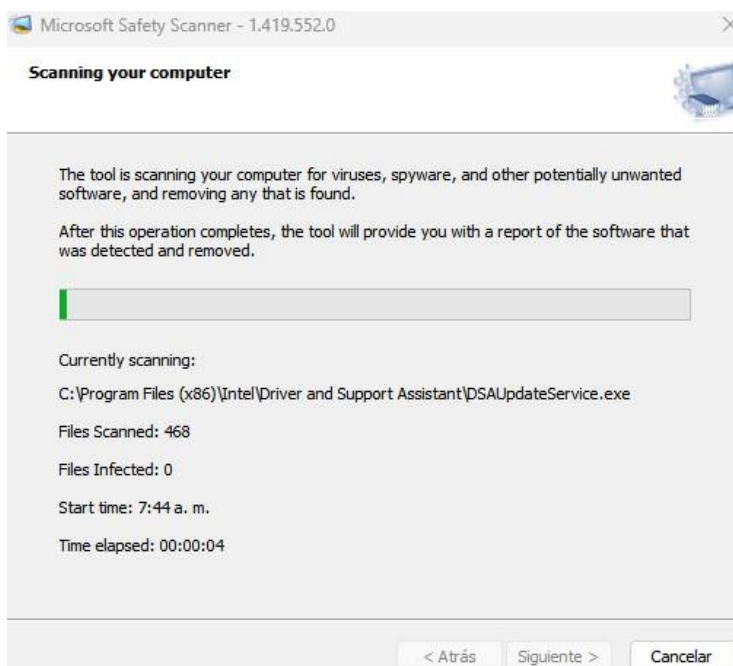 Microsoft Safety Scanner - 1.419.552.0
Scanning your computer
The tool is scanning your computer for viruses, spyware, and other potentially unwanted
software, and removing any that is found.
After this operation completes, the tool will provide you with a report of the software that
was detected and removed.
Currently scanning:
C:\Program Files (x86)\Intel\Driver and Support Assistant\DSAUpdateService.exe
Files Scanned: 468
Files Infected: 0
Start time: 7:44 a. m.
Time elapsed: 00:00:04
< Atrás Siguiente > Cancelar